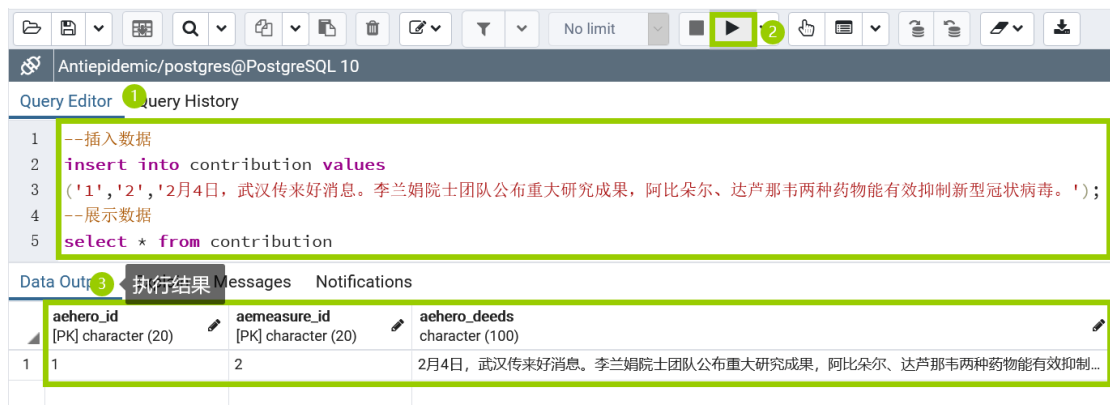 No limit
2
Antiepidemic/postgres@PostgreSQL 10
Query Editor
1
uery History
1 --插入数据
2 insert into contribution values
3 ('1','2','2月4日，武汉传来好消息。李兰娟院士团队公布重大研究成果，阿比朵尔、达芦那韦两种药物能有效抑制新型冠状病毒。');
4 --展示数据
5 select * from contribution
Data Outp
3
执行结果
Messages
Notifications
aehero_id
[PK] character (20)
aemeasure_id
[PK] character (20)
aehero_deeds
character (100)
1
1
2
2月4日，武汉传来好消息。李兰娟院士团队公布重大研究成果，阿比朵尔、达芦那韦两种药物能有效抑制...